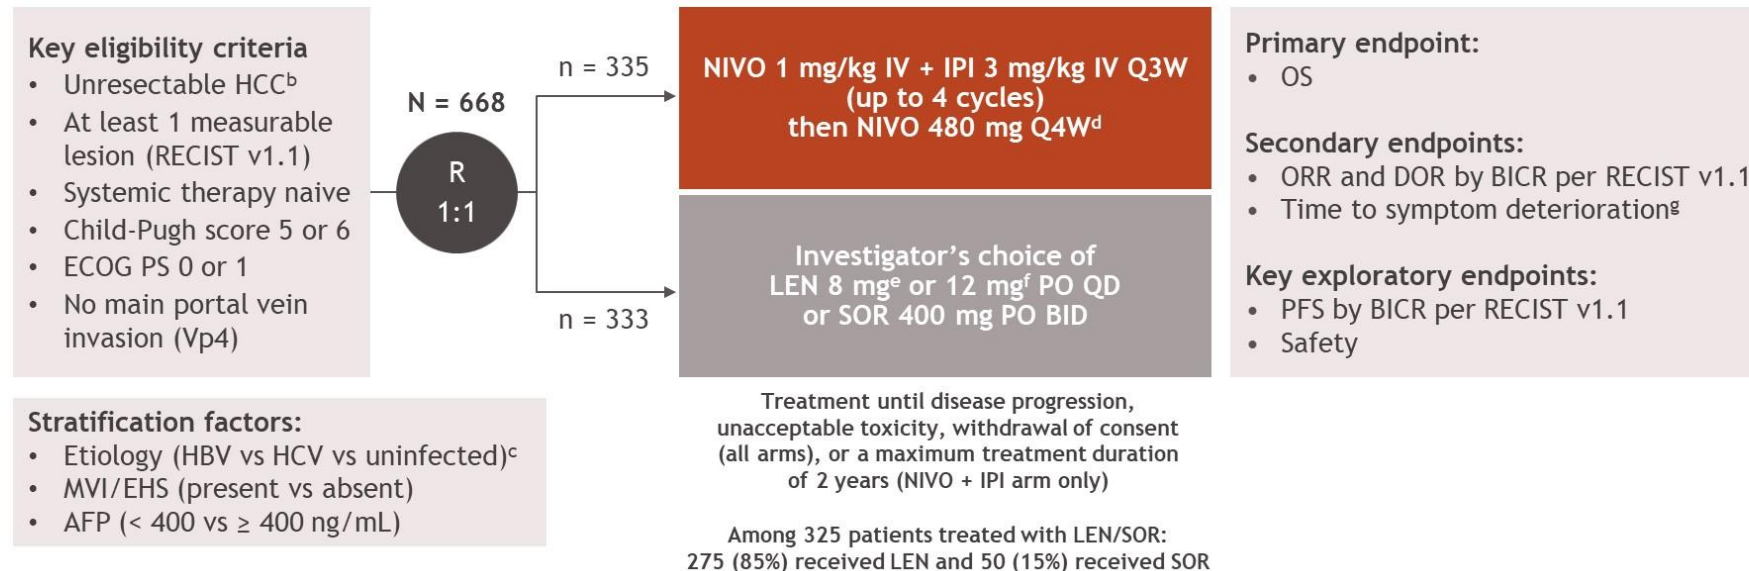 Key eligibility criteria
• Unresectable HCCᵇ
• At least 1 measurable
lesion (RECIST v1.1)
• Systemic therapy naive
• Child-Pugh score 5 or 6
• ECOG PS 0 or 1
• No main portal vein
invasion (Vp4)
Stratification factors:
• Etiology (HBV vs HCV vs uninfected)ᶜ
• MVI/EHS (present vs absent)
• AFP (< 400 vs ≥ 400 ng/mL)
N = 668
R
1:1
n = 335
n = 333
NIVO 1 mg/kg IV + IPI 3 mg/kg IV Q3W
(up to 4 cycles)
then NIVO 480 mg Q4Wᵈ
Investigator’s choice of
LEN 8 mgᵉ or 12 mgᶠ PO QD
or SOR 400 mg PO BID
Treatment until disease progression,
unacceptable toxicity, withdrawal of consent
(all arms), or a maximum treatment duration
of 2 years (NIVO + IPI arm only)
Among 325 patients treated with LEN/SOR:
275 (85%) received LEN and 50 (15%) received SOR
Primary endpoint:
• OS
Secondary endpoints:
• ORR and DOR by BICR per RECIST v1.1
• Time to symptom deteriorationᵍ
Key exploratory endpoints:
• PFS by BICR per RECIST v1.1
• Safety